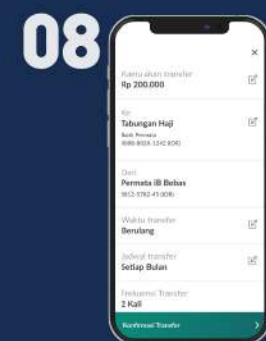 08
Kamu akan transfer
Rp 200.000
Ke
Tabungan Haji
Bank Permata
Dari
Permata iB Bebas
Waktu transfer
Berulang
Jadwal transfer
Setiap Bulan
Frekuensi Transfer
2 Kali
Konfirmasi Transfer